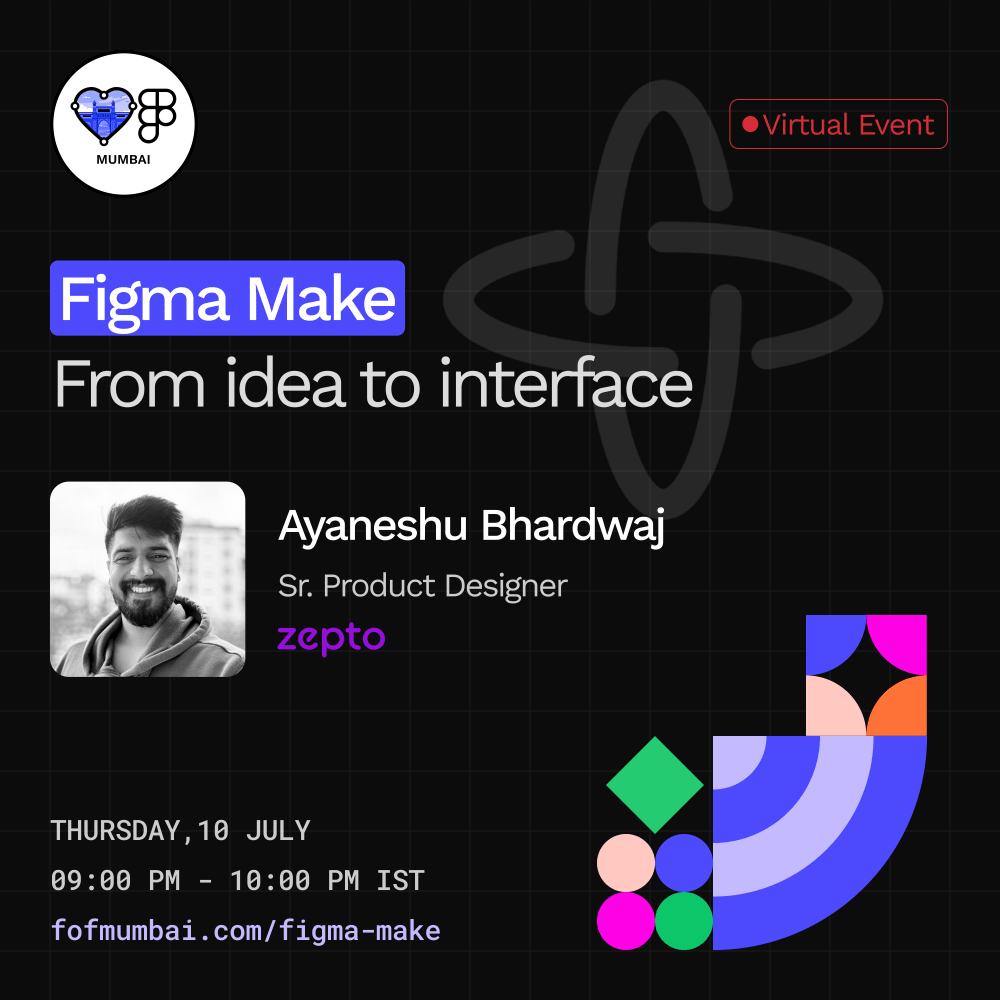 MUMBAI
Virtual Event
Figma Make
From idea to interface
Ayaneshu Bhardwaj
Sr. Product Designer
zepto
THURSDAY,10 JULY
09:00 PM - 10:00 PM IST
fofmumbai.com/figma-make